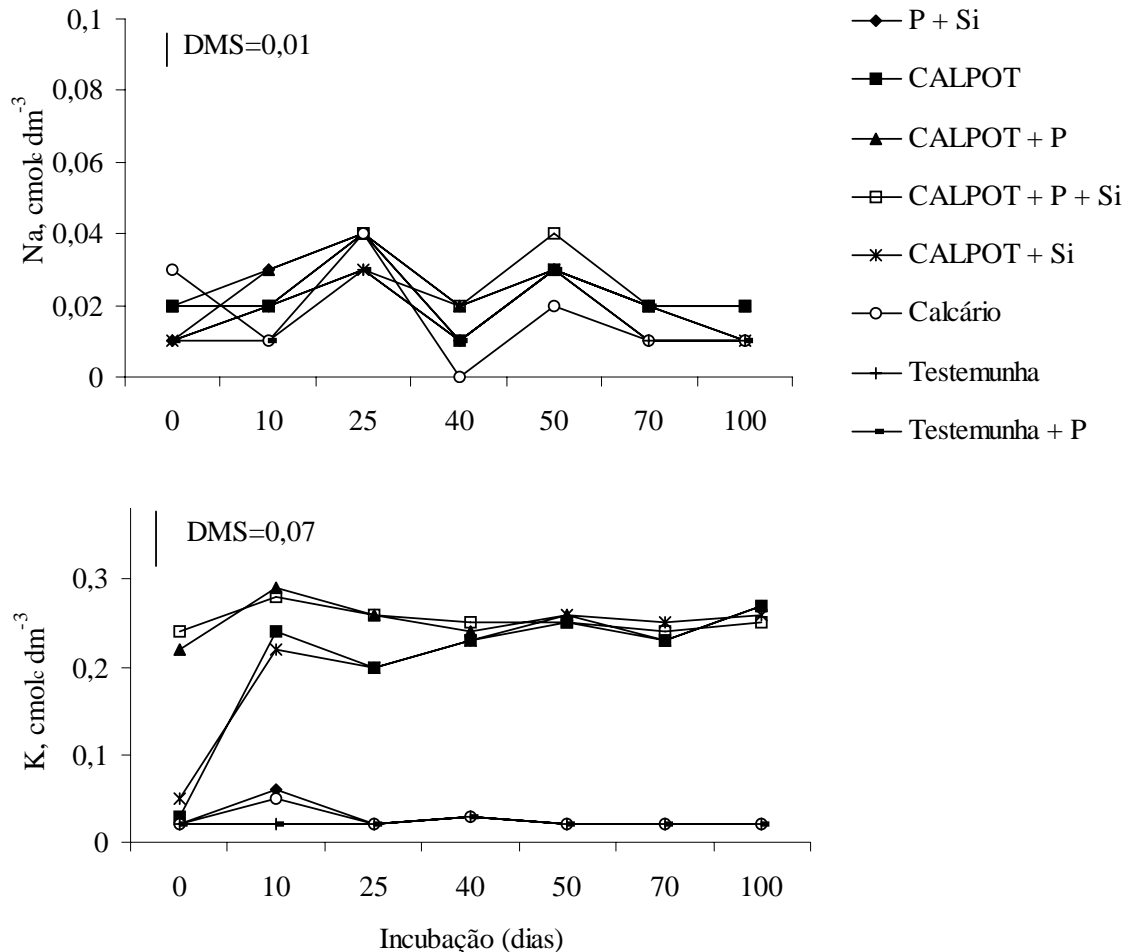 0,1
DMS=0,01
0,08
0,06
0,04
0,02
0
Na, cmolc dm-3
0 10 25 40 50 70 100
P + Si
CALPOT
CALPOT + P
CALPOT + P + Si
CALPOT + Si
Calcário
Testemunha
Testemunha + P
DMS=0,07
0,3
0,2
0,1
0
K, cmolc dm-3
0 10 25 40 50 70 100
Incubação (dias)